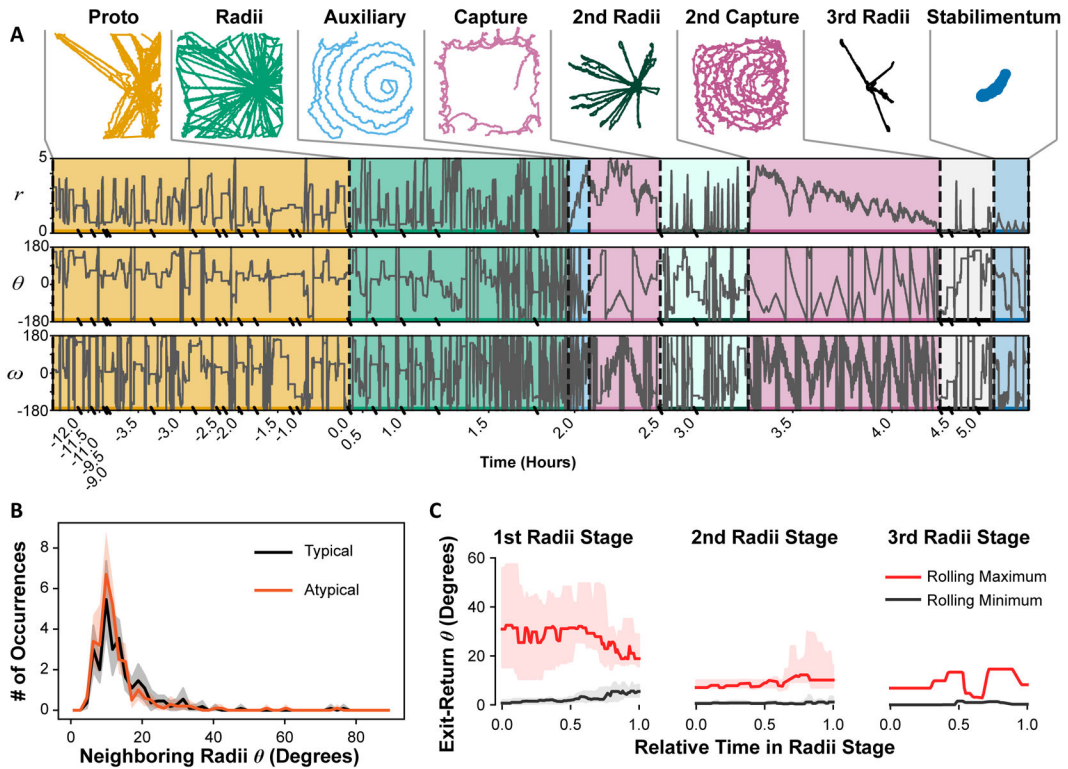 A
Proto
Radii
Auxiliary
Capture
2nd Radii
2nd Capture
3rd Radii
Stabilimentum
r
5
0
θ
180
0
-180
ω
180
0
-180
-12.0
-11.5
-9.5
-9.0
-3.5
-3.0
-2.5
-2.0
-1.5
-1.0
0.0
0.5
1.0
1.5
2.0
2.5
3.0
3.5
4.0
4.5
5.0
Time (Hours)
B
# of Occurrences
8
6
4
2
0
Typical
Atypical
0
20
40
60
80
Neighboring Radii θ (Degrees)
C
Exit-Return θ (Degrees)
1st Radii Stage
2nd Radii Stage
3rd Radii Stage
60
40
20
0
Rolling Maximum
Rolling Minimum
0.0
0.5
1.0
0.0
0.5
1.0
0.0
0.5
1.0
Relative Time in Radii Stage